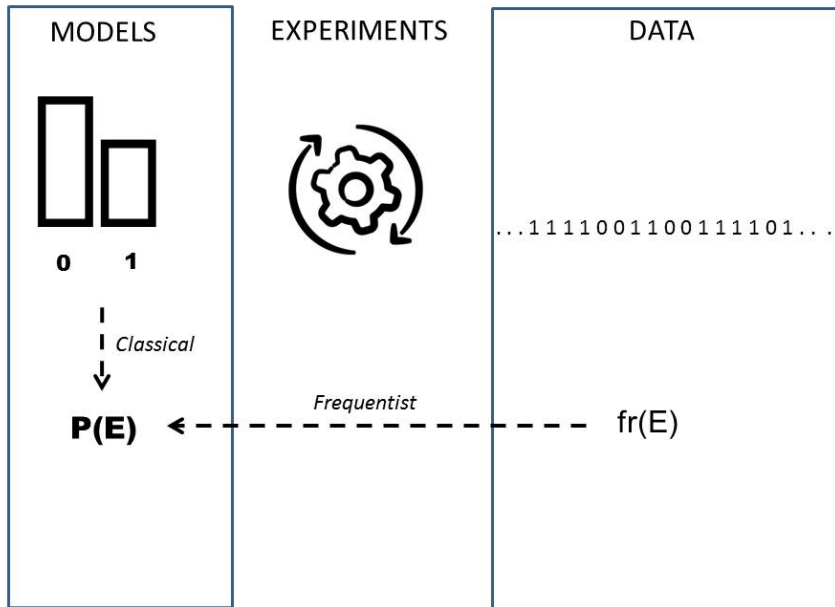 MODELS
EXPERIMENTS
DATA
...1111001100111101...
0 1
Classical
Frequentist
P(E)
fr(E)